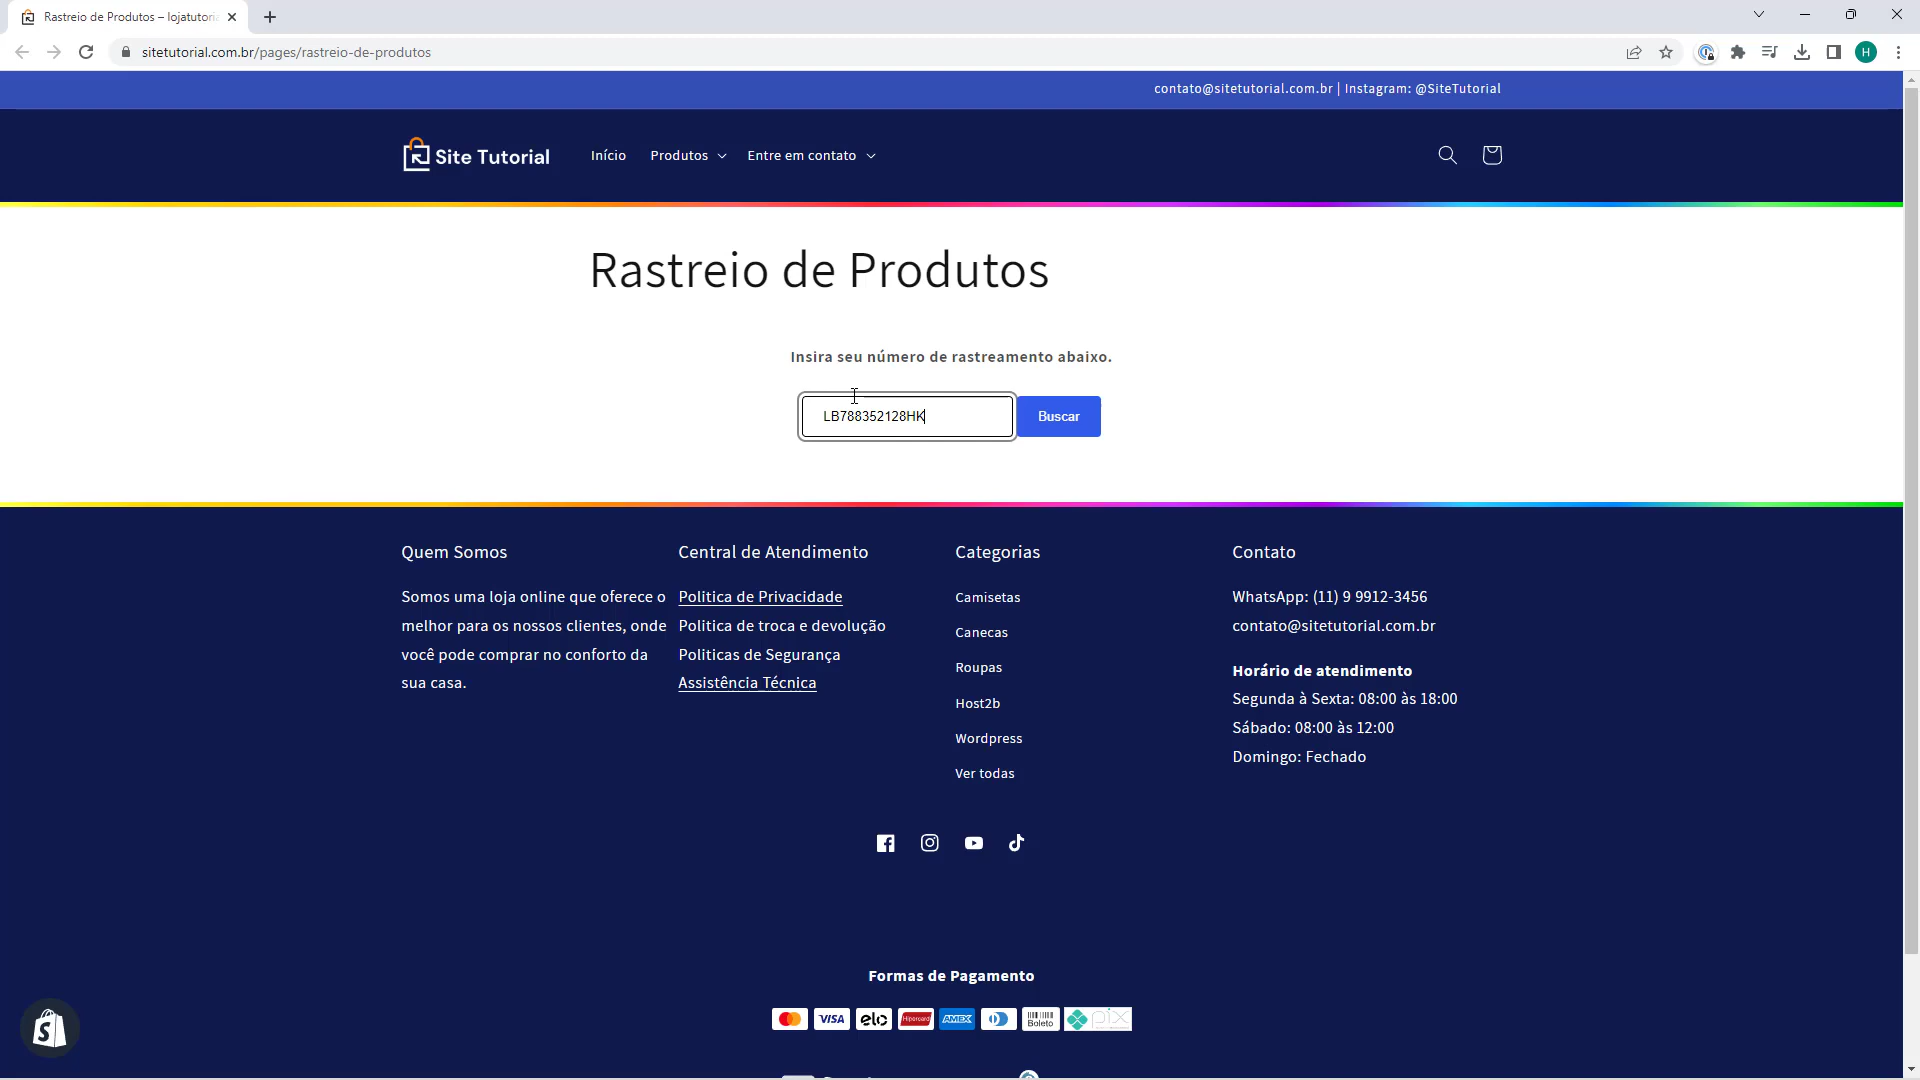 Rastreio de Produtos – lojatutoria
sitetutorial.com.br/pages/rastreio-de-produtos
H
contato@sitetutorial.com.br | Instagram: @SiteTutorial
Site Tutorial
Início
Produtos
Entre em contato
Rastreio de Produtos
Insira seu número de rastreamento abaixo.
LB788352128HK
Buscar
Quem Somos
Somos uma loja online que oferece o
melhor para os nossos clientes, onde
você pode comprar no conforto da
sua casa.
Central de Atendimento
Politica de Privacidade
Politica de troca e devolução
Politicas de Segurança
Assistência Técnica
Categorias
Camisetas
Canecas
Roupas
Host2b
Wordpress
Ver todas
Contato
WhatsApp: (11) 9 9912-3456
contato@sitetutorial.com.br
Horário de atendimento
Segunda à Sexta: 08:00 às 18:00
Sábado: 08:00 às 12:00
Domingo: Fechado
Formas de Pagamento
VISA
elo
Hipercard
AMEX
Boleto
pix